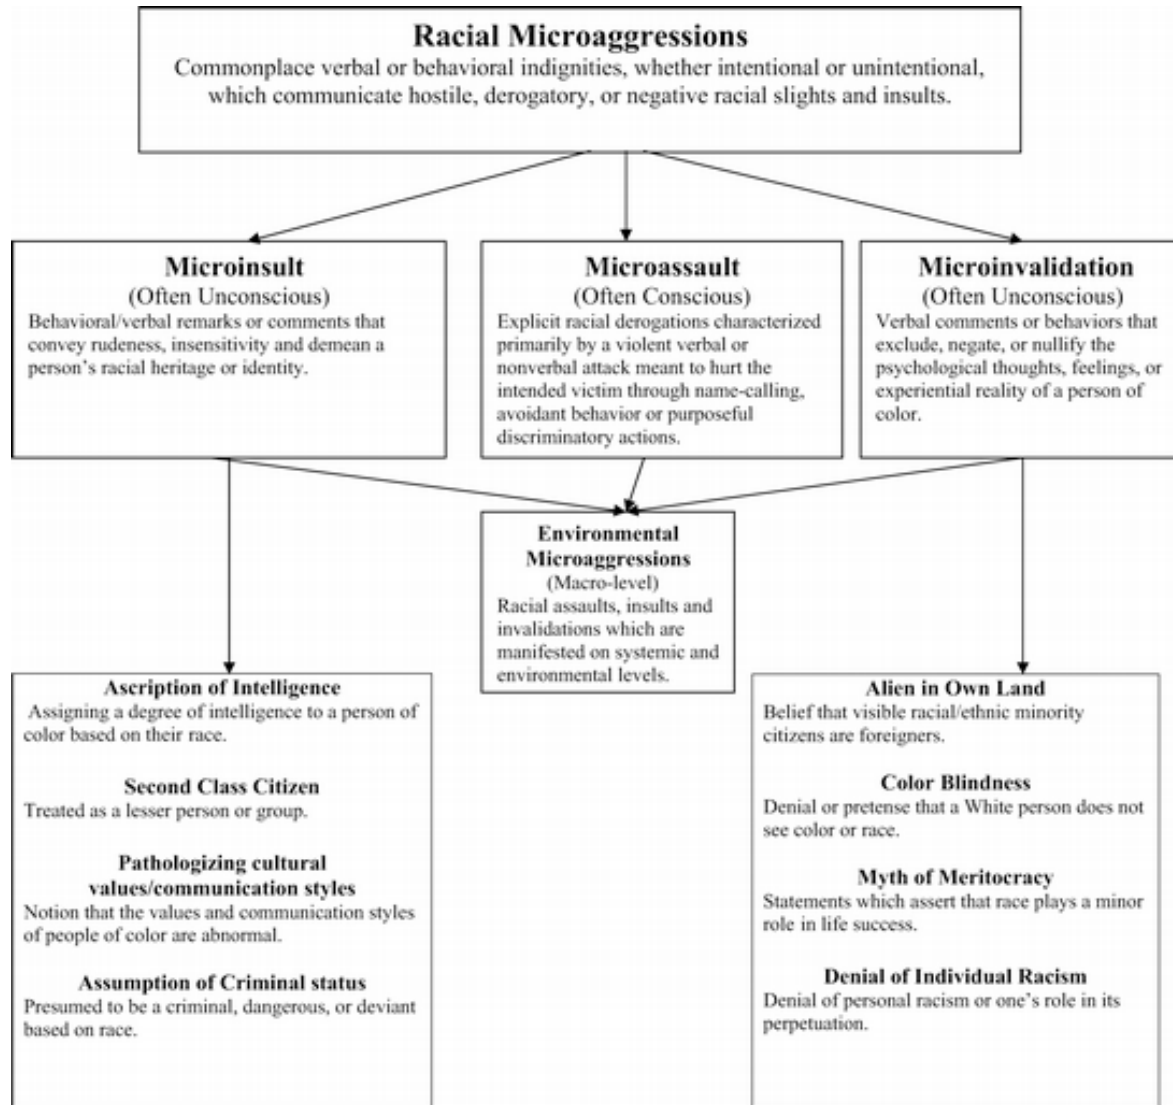 Racial Microaggressions
Commonplace verbal or behavioral indignities, whether intentional or unintentional,
which communicate hostile, derogatory, or negative racial slights and insults.
Microinsult
(Often Unconscious)
Behavioral/verbal remarks or comments that
convey rudeness, insensitivity and demean a
person's racial heritage or identity.
Microassault
(Often Conscious)
Explicit racial derogations characterized
primarily by a violent verbal or
nonverbal attack meant to hurt the
intended victim through name-calling,
avoidant behavior or purposeful
discriminatory actions.
Microinvalidation
(Often Unconscious)
Verbal comments or behaviors that
exclude, negate, or nullify the
psychological thoughts, feelings, or
experiential reality of a person of
color.
Environmental
Microaggressions
(Macro-level)
Racial assaults, insults and
invalidations which are
manifested on systemic and
environmental levels.
Ascription of Intelligence
Assigning a degree of intelligence to a person of
color based on their race.
Second Class Citizen
Treated as a lesser person or group.
Pathologizing cultural
values/communication styles
Notion that the values and communication styles
of people of color are abnormal.
Assumption of Criminal status
Presumed to be a criminal, dangerous, or deviant
based on race.
Alien in Own Land
Belief that visible racial/ethnic minority
citizens are foreigners.
Color Blindness
Denial or pretense that a White person does not
see color or race.
Myth of Meritocracy
Statements which assert that race plays a minor
role in life success.
Denial of Individual Racism
Denial of personal racism or one's role in its
perpetuation.